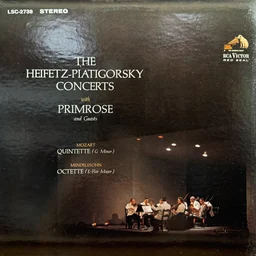 LSC-2738 STEREO
RCA VICTOR
RED SEAL
THE
HEIFETZ-PIATIGORSKY
CONCERTS
with
PRIMROSE
and Guests
MOZART
QUINTETTE (G Minor)
MENDELSSOHN
OCTETTE (E-Flat Major)